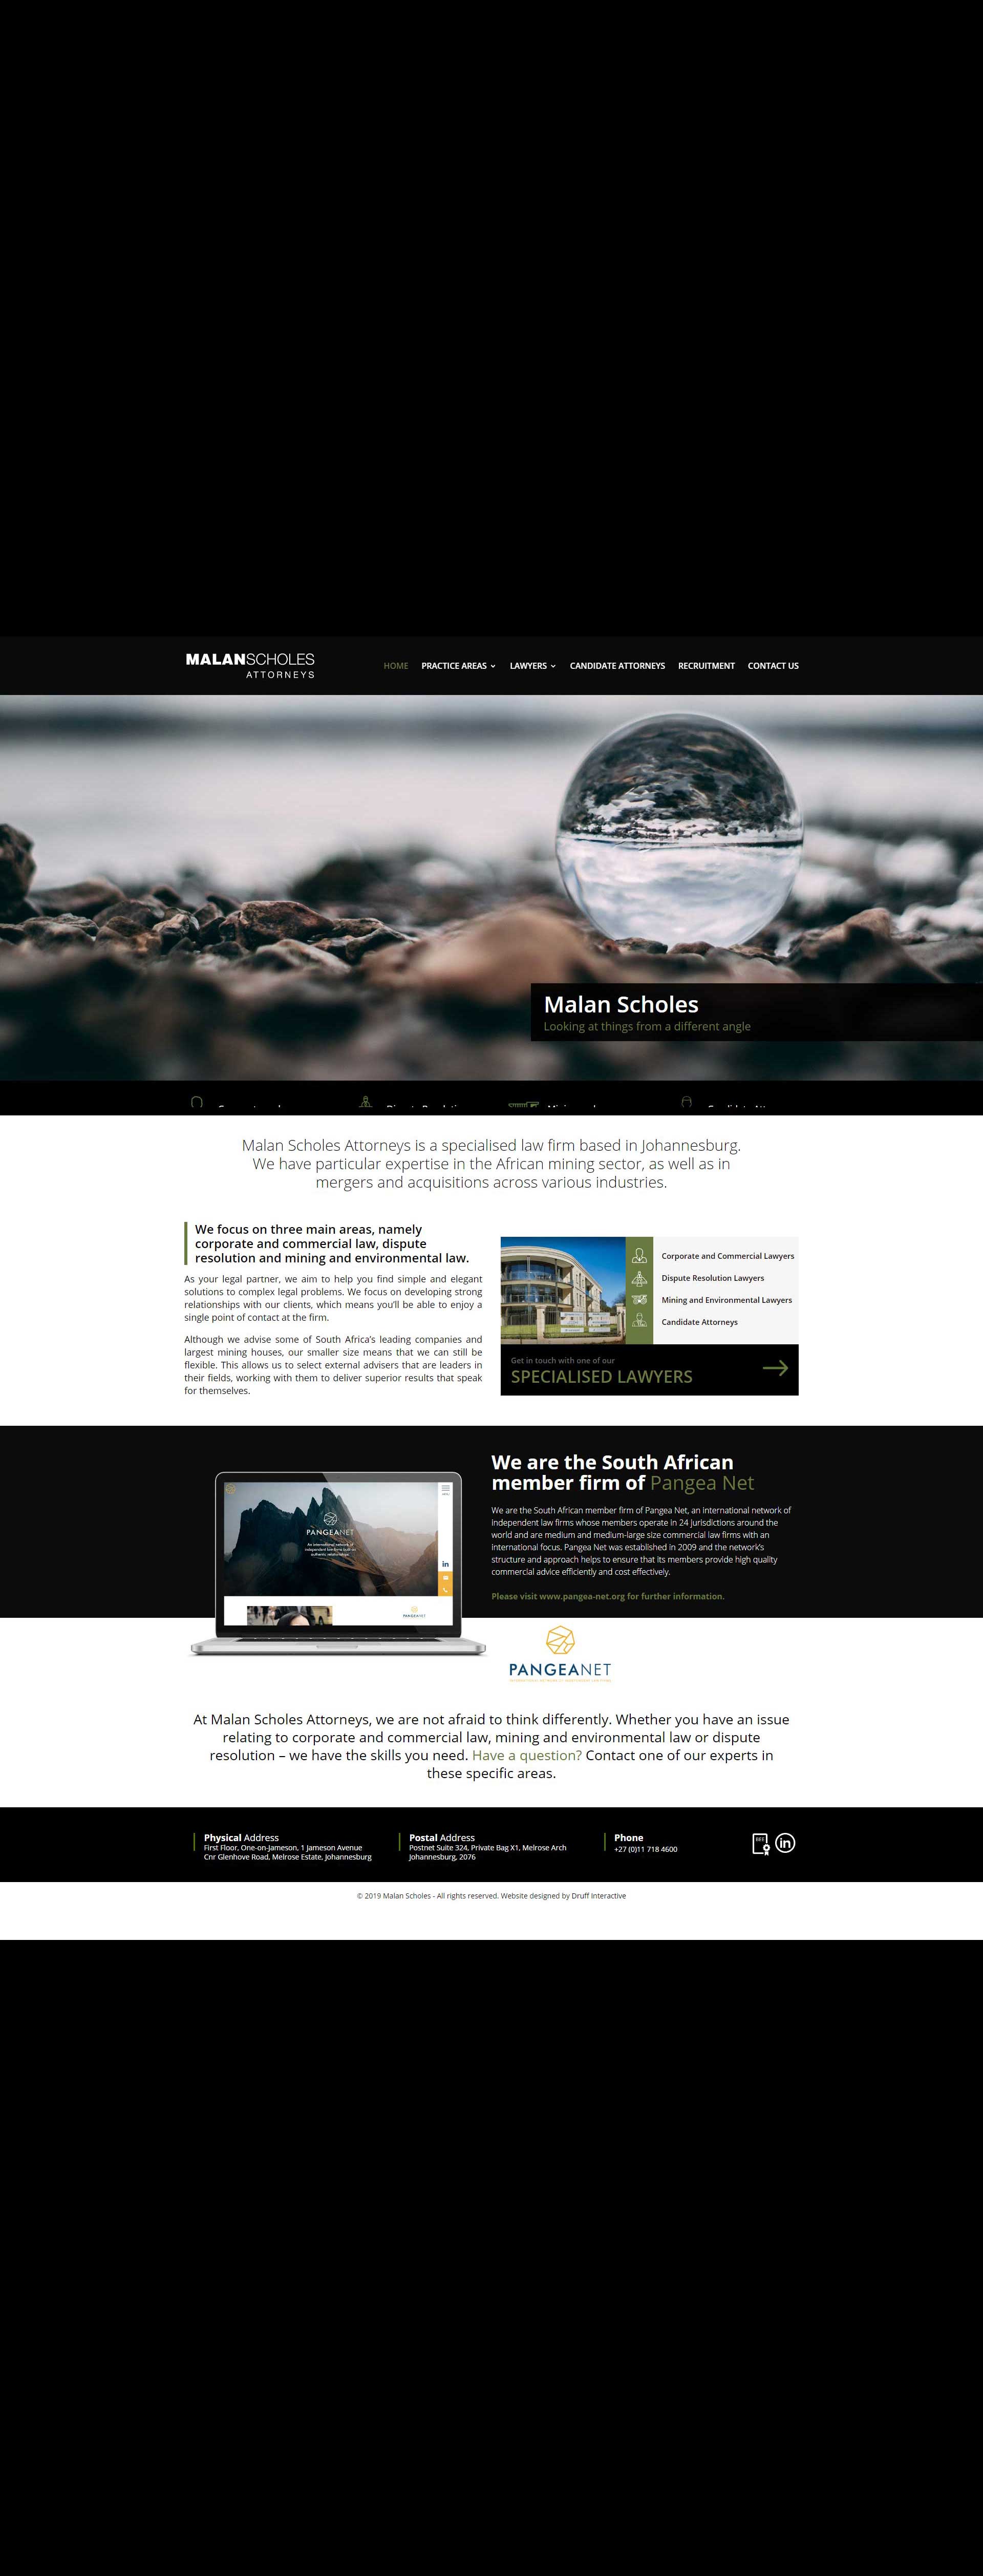 MALANSCHOLES
ATTORNEYS
HOME PRACTICE AREAS LAWYERS CANDIDATE ATTORNEYS RECRUITMENT CONTACT US
Malan Scholes
Looking at things from a different angle
Malan Scholes Attorneys is a specialised law firm based in Johannesburg.
We have particular expertise in the African mining sector, as well as in
mergers and acquisitions across various industries.
We focus on three main areas, namely
corporate and commercial law, dispute
resolution and mining and environmental law.
As your legal partner, we aim to help you find simple and elegant
solutions to complex legal problems. We focus on developing strong
relationships with our clients, which means you'll be able to enjoy a
single point of contact at the firm.
Although we advise some of South Africa's leading companies and
largest mining houses, our smaller size means that we can still be
flexible. This allows us to select external advisers that are leaders in
their fields, working with them to deliver superior results that speak
for themselves.
Corporate and Commercial Lawyers
Dispute Resolution Lawyers
Mining and Environmental Lawyers
Candidate Attorneys
Get in touch with one of our
SPECIALISED LAWYERS
We are the South African
member firm of Pangea Net
We are the South African member firm of Pangea Net, an international network of
independent law firms whose members operate in 24 jurisdictions around the
world and are medium and medium-large size commercial law firms with an
international focus. Pangea Net was established in 2009 and the network's
structure and approach helps to ensure that its members provide high quality
commercial advice efficiently and cost effectively.
Please visit www.pangea-net.org for further information.
PANGEANET
An international network of
independent law firms built on
authentic relationships
in
PANGEANET
PANGEANET
At Malan Scholes Attorneys, we are not afraid to think differently. Whether you have an issue
relating to corporate and commercial law, mining and environmental law or dispute
resolution – we have the skills you need. Have a question? Contact one of our experts in
these specific areas.
Physical Address
First Floor, One-on-Jameson, 1 Jameson Avenue
Cnr Glenhove Road, Melrose Estate, Johannesburg
Postal Address
Postnet Suite 324, Private Bag X1, Melrose Arch
Johannesburg, 2076
Phone
+27 (0)11 718 4600
BEE
in
© 2019 Malan Scholes - All rights reserved. Website designed by Druff Interactive